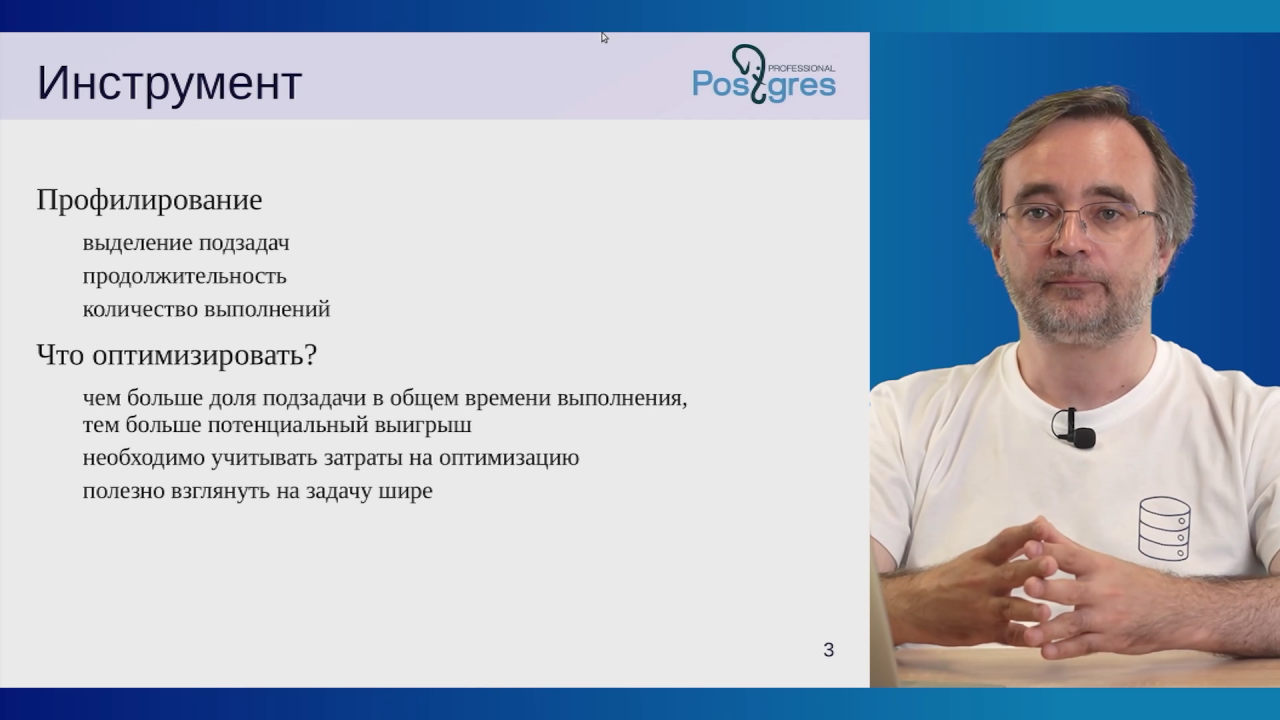 Инструмент
PROFESSIONAL
Postgres
Профилирование
выделение подзадач
продолжительность
количество выполнений
Что оптимизировать?
чем больше доля подзадачи в общем времени выполнения,
тем больше потенциальный выигрыш
необходимо учитывать затраты на оптимизацию
полезно взглянуть на задачу шире
3